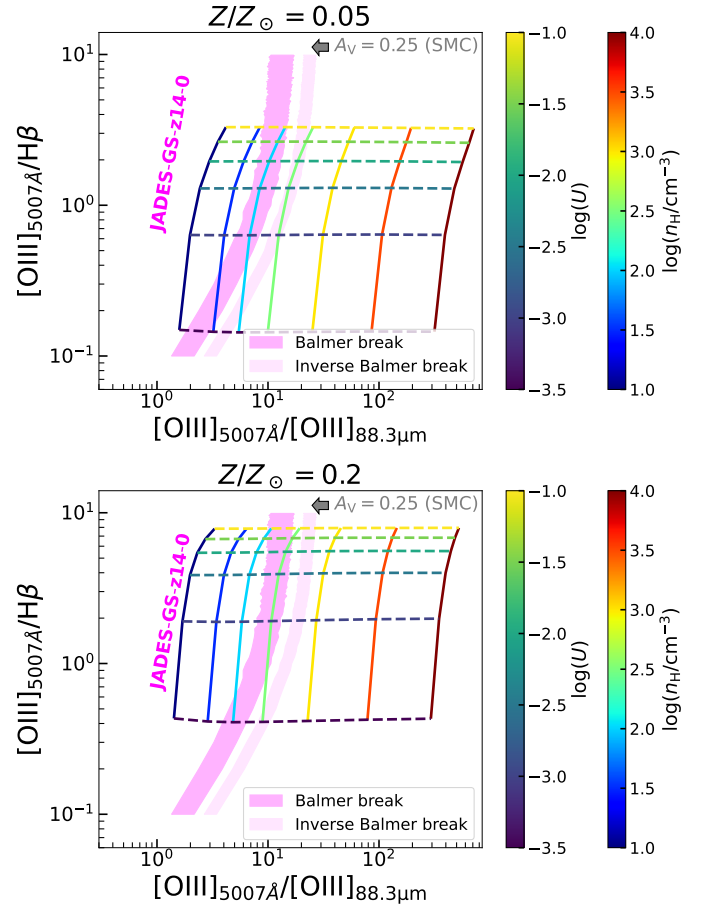 Z/Z☉ = 0.05
A_V = 0.25 (SMC)
JADES-GS-z14-0
[OIII]5007Å/Hβ
10^1
10^0
10^-1
Balmer break
Inverse Balmer break
10^0 10^1 10^2
[OIII]5007Å/[OIII]88.3μm
−1.0
−1.5
−2.0
−2.5
−3.0
−3.5
log(U)
4.0
3.5
3.0
2.5
2.0
1.5
1.0
log(n_H/cm^−3)
Z/Z☉ = 0.2
A_V = 0.25 (SMC)
JADES-GS-z14-0
[OIII]5007Å/Hβ
10^1
10^0
10^-1
Balmer break
Inverse Balmer break
10^0 10^1 10^2
[OIII]5007Å/[OIII]88.3μm
−1.0
−1.5
−2.0
−2.5
−3.0
−3.5
log(U)
4.0
3.5
3.0
2.5
2.0
1.5
1.0
log(n_H/cm^−3)